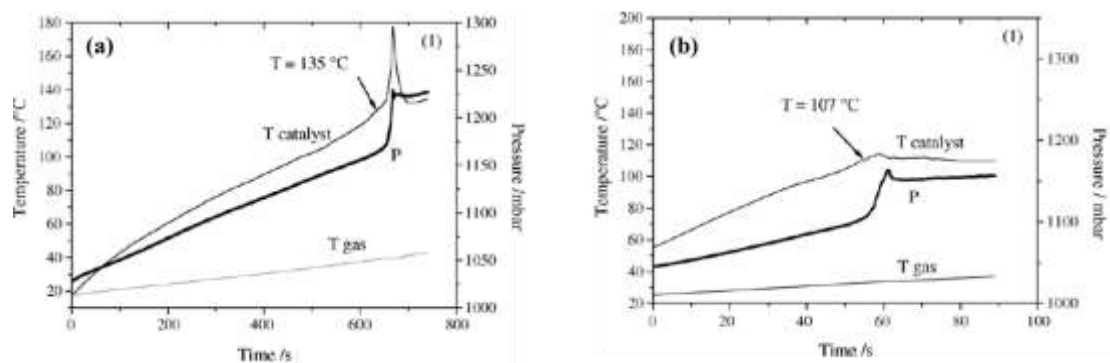 (a)
(1)
T = 135 °C
T catalyst
P
T gas
180
160
140
120
100
80
60
40
20
Temperature /°C
1300
1250
1200
1150
1100
1050
1000
Pressure /mbar
0
200
400
600
800
Time /s
(b)
(1)
T = 107 °C
T catalyst
P
T gas
200
180
160
140
120
100
80
60
40
20
Temperature /°C
1300
1200
1100
1000
Pressure / mbar
0
20
40
60
80
100
Time /s